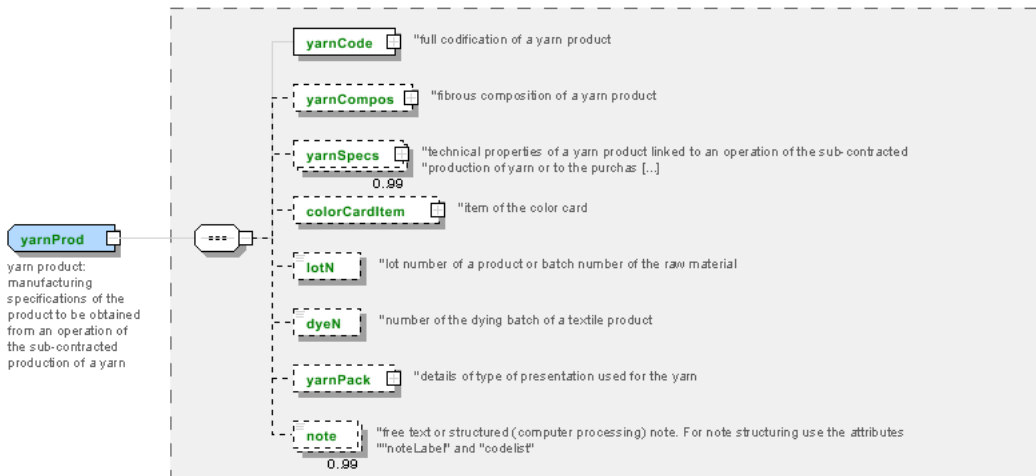 yarnCode
"full codification of a yarn product
yarnCompos
"fibrous composition of a yarn product
yarnSpecs
"technical properties of a yarn product linked to an operation of the sub-contracted
"production of yarn or to the purchas [...]
0..99
colorCardItem
"item of the color card
yarnProd
yarn product:
manufacturing
specifications of the
product to be obtained
from an operation of
the sub-contracted
production of a yarn
lotN
"lot number of a product or batch number of the raw material
dyeN
"number of the dying batch of a textile product
yarnPack
"details of type of presentation used for the yarn
note
"free text or structured (computer processing) note. For note structuring use the attributes
""noteLabel" and "codelist"
0..99